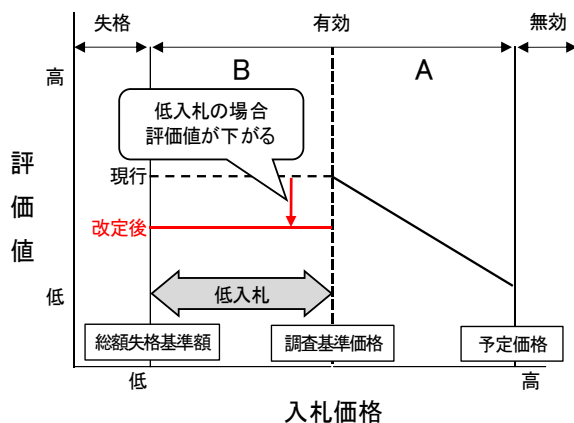 失格
有効
無効
B
A
高
低入札の場合
評価値が下がる
評価値
現行
改定後
低
低入札
総額失格基準額
調査基準価格
予定価格
低
高
入札価格